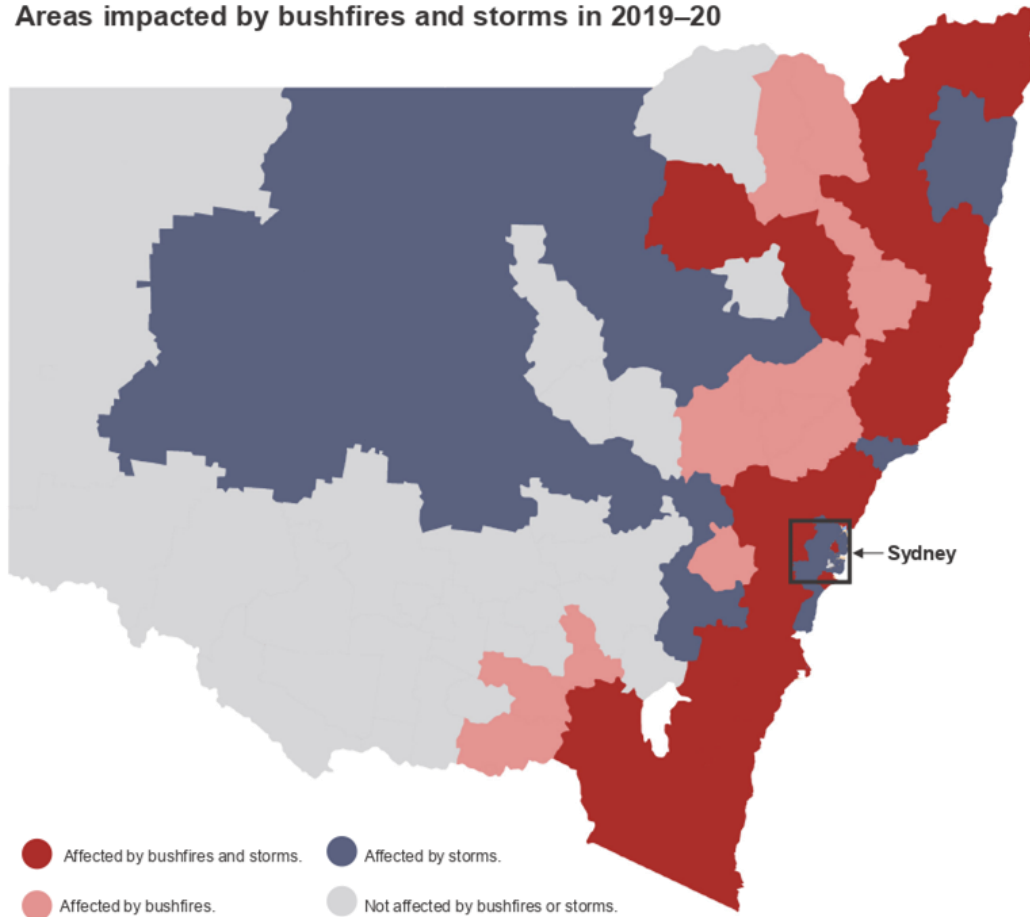 Areas impacted by bushfires and storms in 2019–20
Sydney
Affected by bushfires and storms.
Affected by storms.
Affected by bushfires.
Not affected by bushfires or storms.